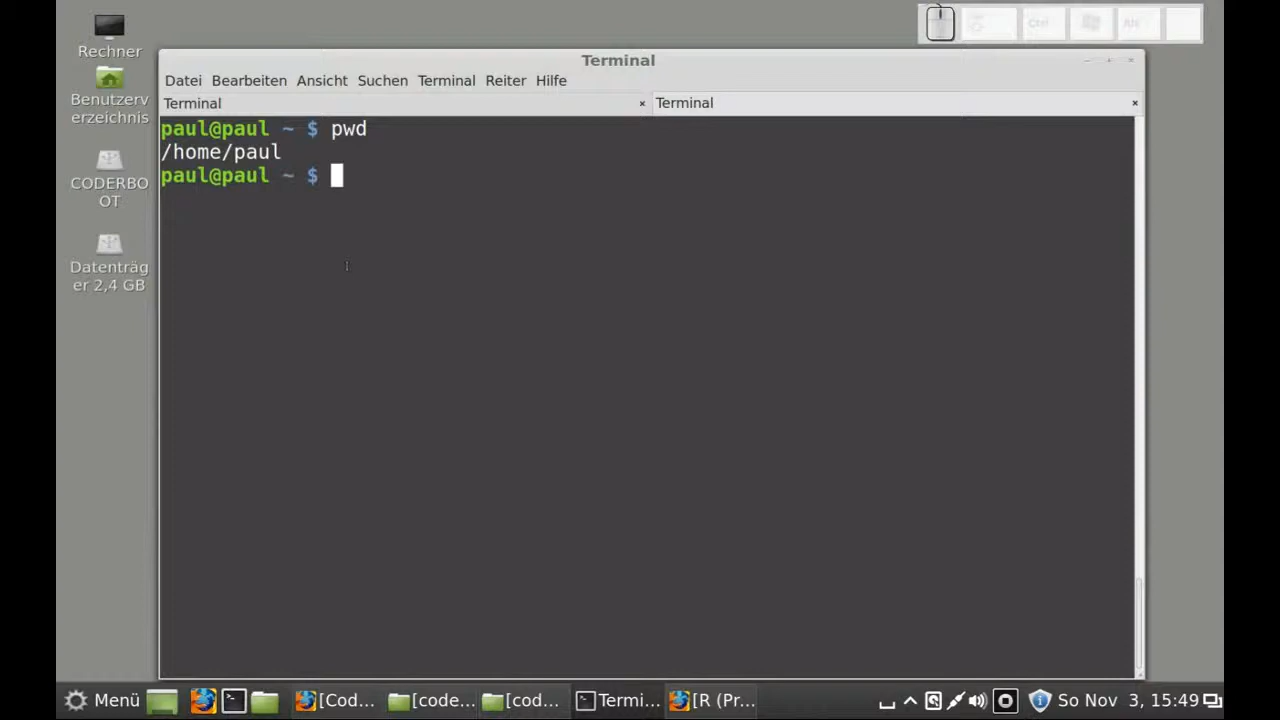 Rechner
Benutzerv
erzeichnis
CODERBO
OT
Datenträg
er 2,4 GB
Ctrl
Terminal
Datei Bearbeiten Ansicht Suchen Terminal Reiter Hilfe
Terminal × Terminal ×
paul@paul ~ $ pwd
/home/paul
paul@paul ~ $
Menü [Cod... [code... [cod... Termi... [R (Pr... So Nov 3, 15:49